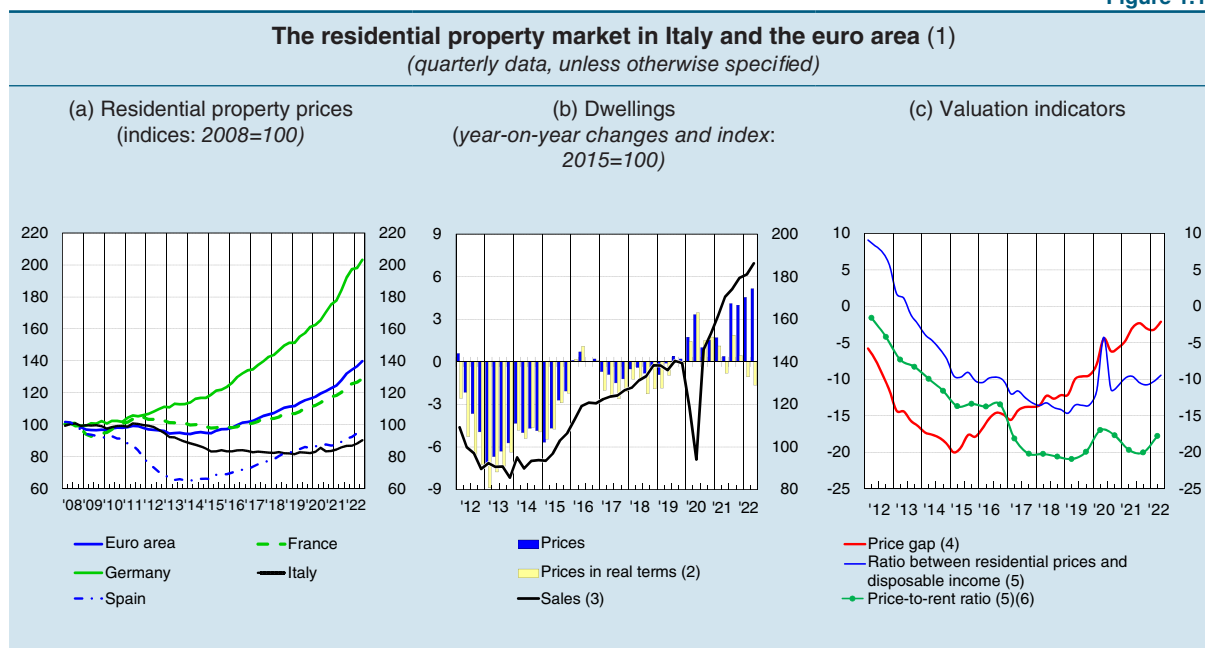 Figure 1.1
The residential property market in Italy and the euro area (1)
(quarterly data, unless otherwise specified)
(a) Residential property prices
(indices: 2008=100)
(b) Dwellings
(year-on-year changes and index:
2015=100)
(c) Valuation indicators
220 220
200 200
180 180
160 160
140 140
120 120
100 100
80 80
60 60
'08 '09 '10 '11 '12 '13 '14 '15 '16 '17 '18 '19 '20 '21 '22
Euro area
France
Germany
Italy
Spain
9 200
6 180
3 160
0 140
-3 120
-6 100
-9 80
'12 '13 '14 '15 '16 '17 '18 '19 '20 '21 '22
Prices
Prices in real terms (2)
Sales (3)
10 10
5 5
0 0
-5 -5
-10 -10
-15 -15
-20 -20
-25 -25
'12 '13 '14 '15 '16 '17 '18 '19 '20 '21 '22
Price gap (4)
Ratio between residential prices and
disposable income (5)
Price-to-rent ratio (5)(6)